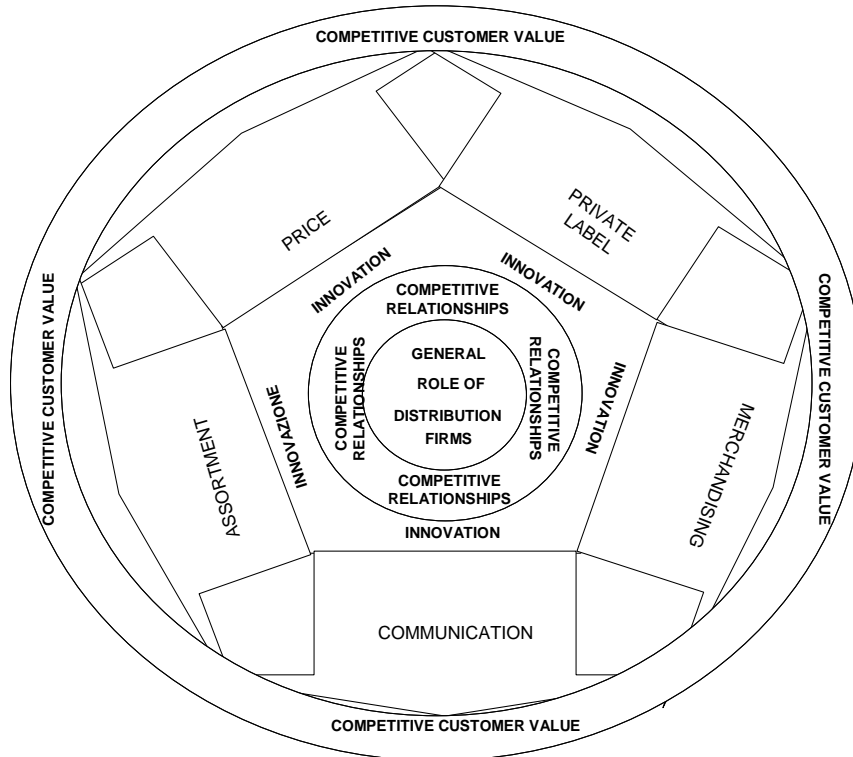 COMPETITIVE CUSTOMER VALUE
PRICE
PRIVATE
LABEL
INNOVATION
INNOVATION
COMPETITIVE
RELATIONSHIPS
COMPETITIVE CUSTOMER VALUE
COMPETITIVE
RELATIONSHIPS
GENERAL
ROLE OF
DISTRIBUTION
FIRMS
COMPETITIVE
RELATIONSHIPS
COMPETITIVE CUSTOMER VALUE
INNOVAZIONE
INNOVATION
ASSORTMENT
MERCHANDISING
COMPETITIVE
RELATIONSHIPS
INNOVATION
COMMUNICATION
COMPETITIVE CUSTOMER VALUE